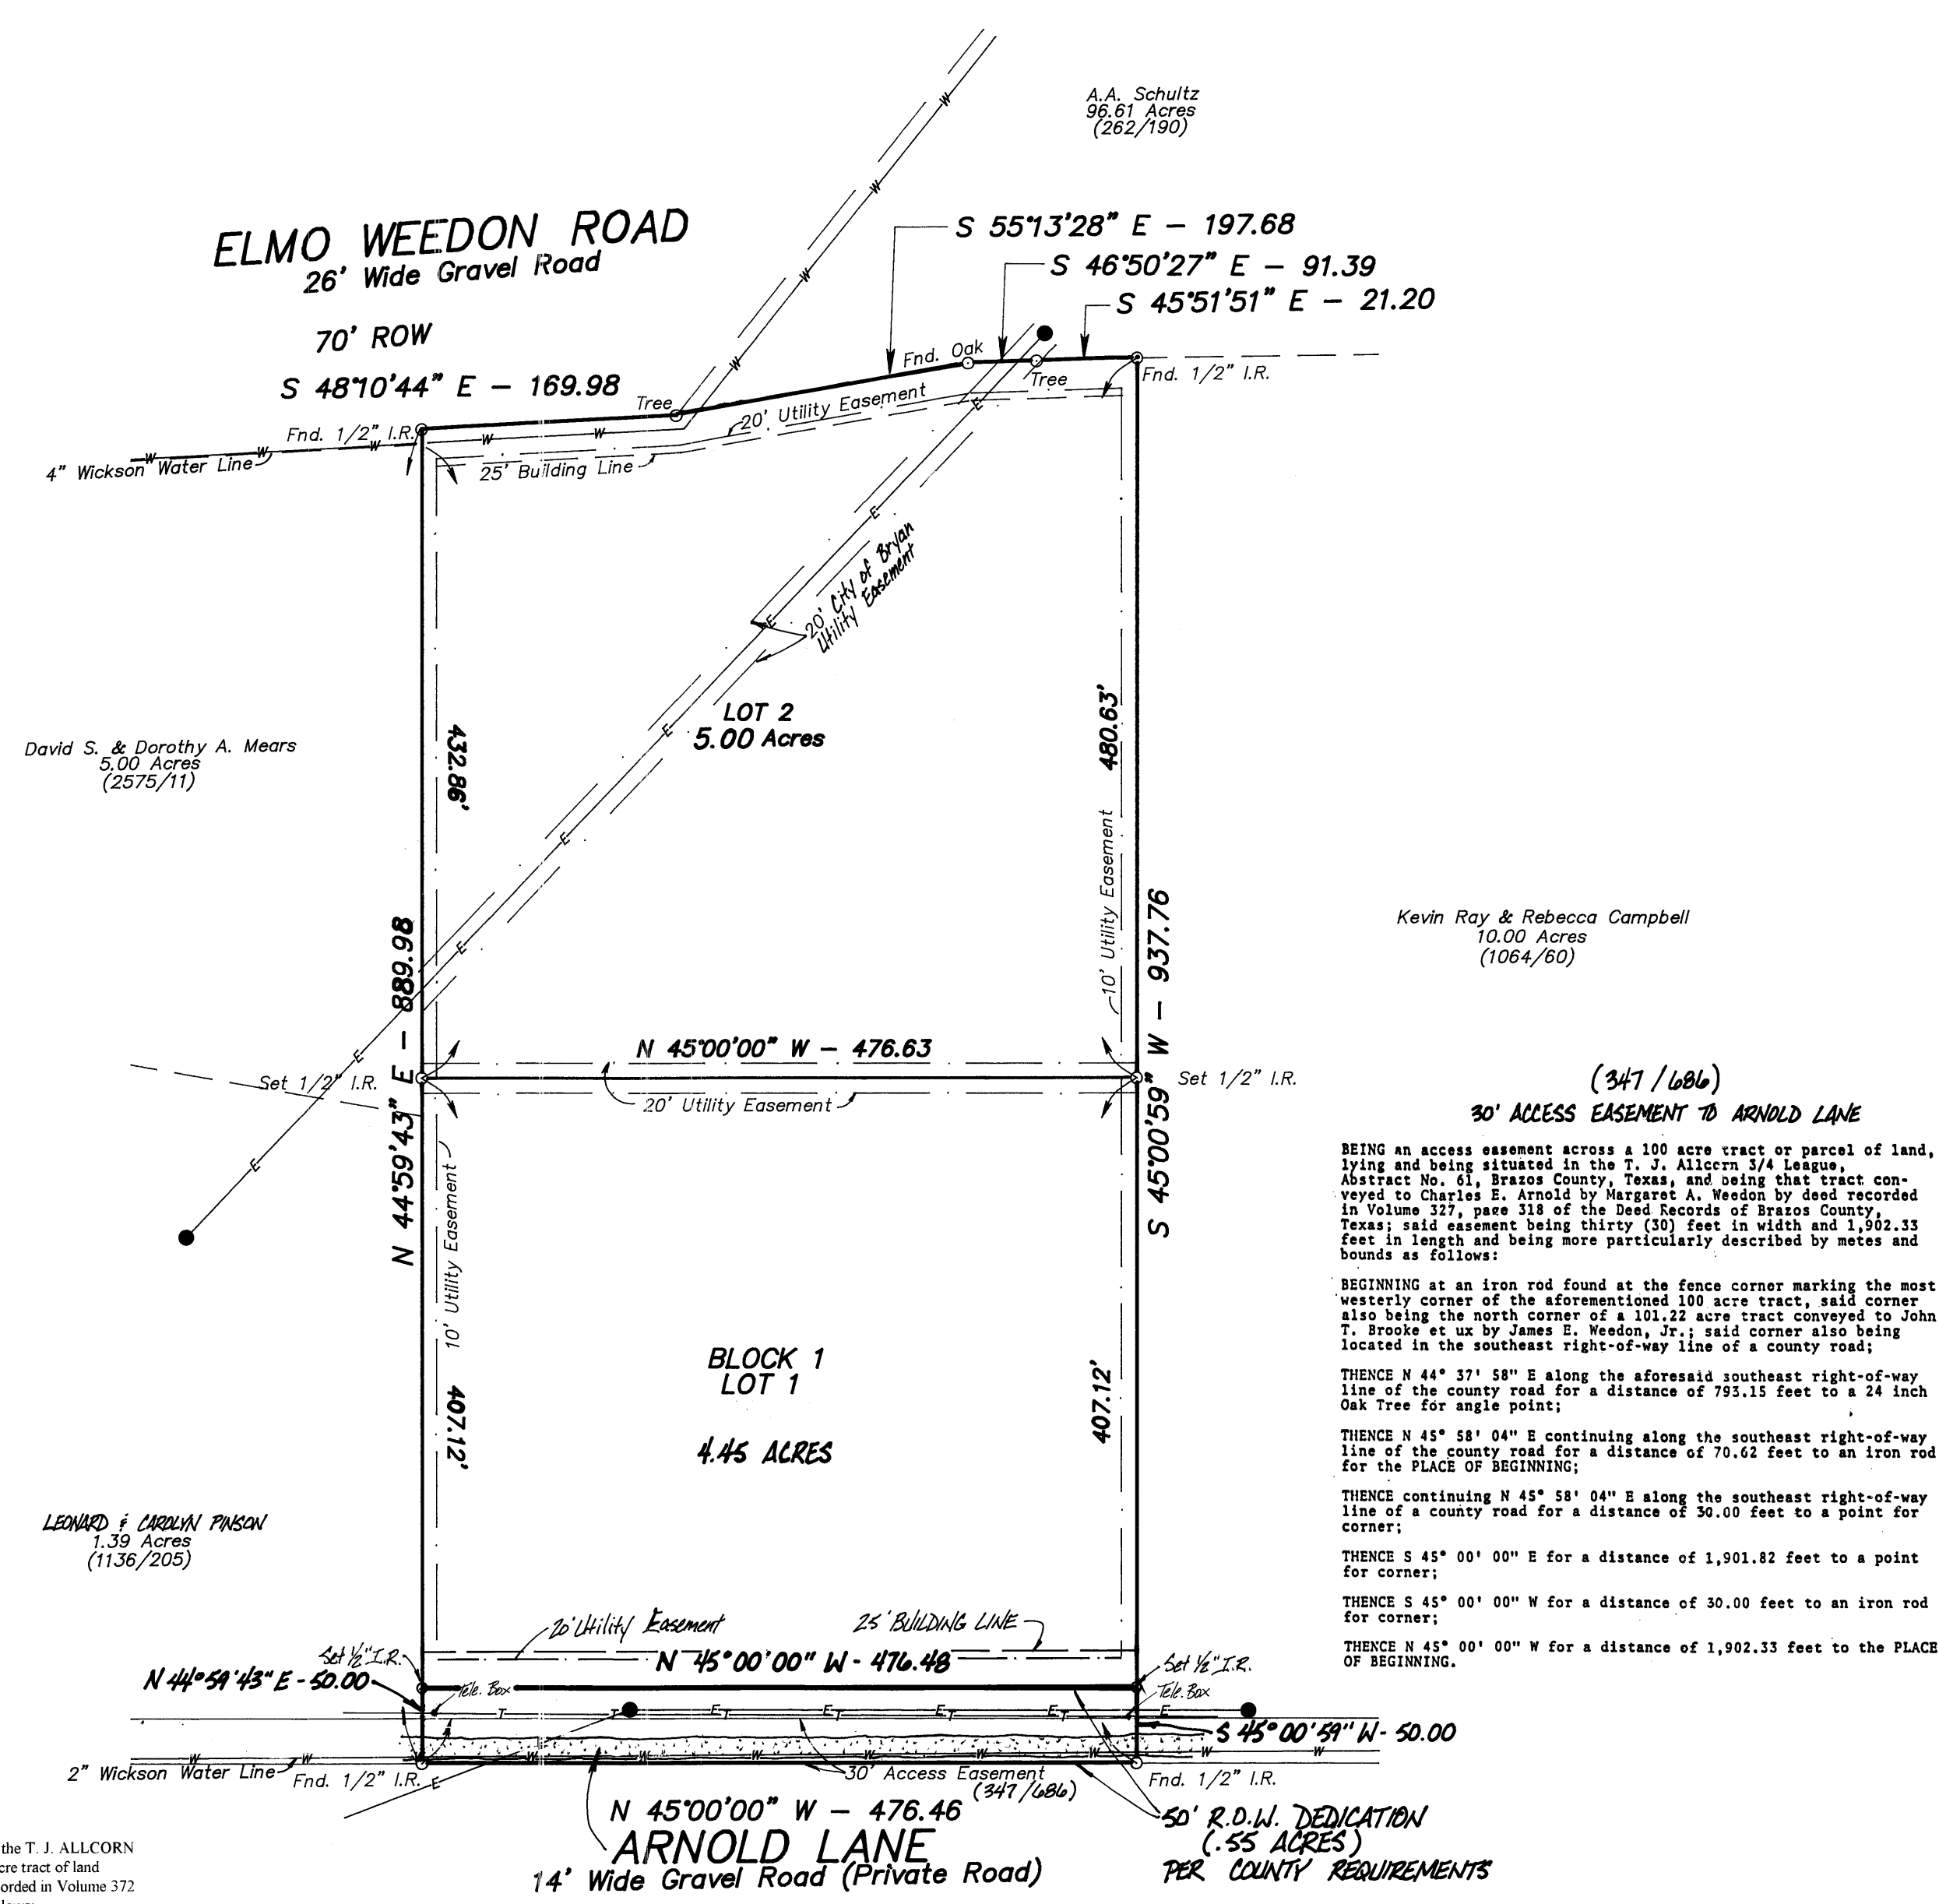 A.A. Schultz
96.61 Acres
(262/190)
ELMO WEEDON ROAD
26' Wide Gravel Road
70' ROW
S 55°13'28" E – 197.68
S 46°50'27" E – 91.39
S 45°51'51" E – 21.20
S 48°10'44" E – 169.98
Tree
Fnd. Oak
Tree
Fnd. 1/2" I.R.
Fnd. 1/2" I.R.
4" Wickson Water Line
W
W
W
W
W
W
W
W
W
W
20' Utility Easement
25' Building Line
E
E
E
E
E
E
E
E
20' City of Bryan
Utility Easement
LOT 2
5.00 Acres
432.86'
480.63'
10' Utility Easement
David S. & Dorothy A. Mears
5.00 Acres
(2575/11)
Kevin Ray & Rebecca Campbell
10.00 Acres
(1064/60)
N 44°59'43" E – 889.98
S 45°00'59" W – 937.76
N 45°00'00" W – 476.63
Set 1/2" I.R.
Set 1/2" I.R.
20' Utility Easement
10' Utility Easement
407.12'
407.12'
BLOCK 1
LOT 1
4.45 ACRES
LEONARD & CAROLYN PINSON
1.39 Acres
(1136/205)
(347/686)
30' ACCESS EASEMENT TO ARNOLD LANE
BEING an access easement across a 100 acre tract or parcel of land,
lying and being situated in the T. J. Allcorn 3/4 League,
Abstract No. 61, Brazos County, Texas, and being that tract con-
veyed to Charles E. Arnold by Margaret A. Weedon by deed recorded
in Volume 327, page 318 of the Deed Records of Brazos County,
Texas; said easement being thirty (30) feet in width and 1,902.33
feet in length and being more particularly described by metes and
bounds as follows:
BEGINNING at an iron rod found at the fence corner marking the most
westerly corner of the aforementioned 100 acre tract, said corner
also being the north corner of a 101.22 acre tract conveyed to John
T. Brooke et ux by James E. Weedon, Jr.; said corner also being
located in the southeast right-of-way line of a county road;
THENCE N 44° 37' 58" E along the aforesaid southeast right-of-way
line of the county road for a distance of 793.15 feet to a 24 inch
Oak Tree for angle point;
THENCE N 45° 58' 04" E continuing along the southeast right-of-way
line of the county road for a distance of 70.62 feet to an iron rod
for the PLACE OF BEGINNING;
THENCE continuing N 45° 58' 04" E along the southeast right-of-way
line of a county road for a distance of 30.00 feet to a point for
corner;
THENCE S 45° 00' 00" E for a distance of 1,901.82 feet to a point
for corner;
THENCE S 45° 00' 00" W for a distance of 30.00 feet to an iron rod
for corner;
THENCE N 45° 00' 00" W for a distance of 1,902.33 feet to the PLACE
OF BEGINNING.
20' Utility Easement
25' BUILDING LINE
N 45°00'00" W - 476.48
Set 1/2" I.R.
Set 1/2" I.R.
N 44°59'43" E - 50.00
Tele. Box
Tele. Box
T
T
E T
E T
E T
E T
E
S 45°00'59" W - 50.00
W
W
W
W
W
W
W
W
W
2" Wickson Water Line
Fnd. 1/2" I.R.
E
30' Access Easement
(347/686)
Fnd. 1/2" I.R.
N 45°00'00" W – 476.46
ARNOLD LANE
14' Wide Gravel Road (Private Road)
50' R.O.W. DEDICATION
(.55 ACRES)
PER COUNTY REQUIREMENTS
the T. J. ALLCORN
cre tract of land
orded in Volume 372